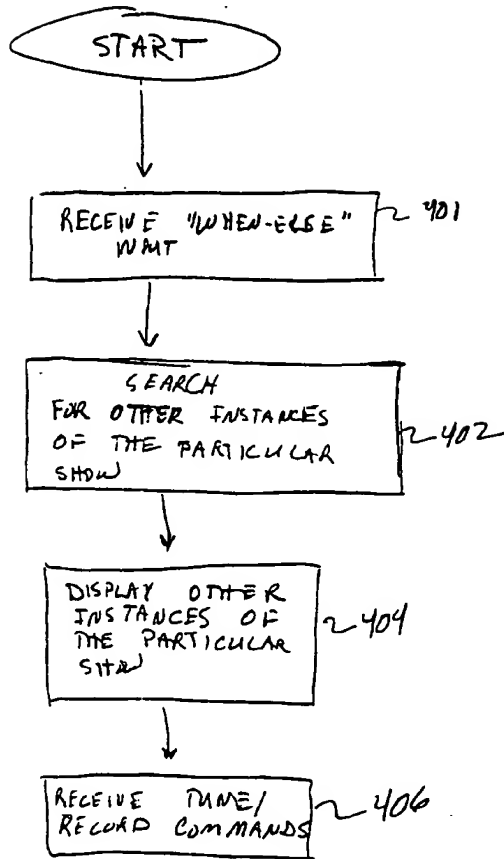 START
RECEIVE "WHEN-ELSE"
401
SEARCH
FOR OTHER INSTANCES
OF THE PARTICULAR
402
SHOW
DISPLAY OTHER
INSTANCES OF
404
THE PARTICULAR
SHOW
RECEIVE TUNE/
406
RECORD COMMANDS